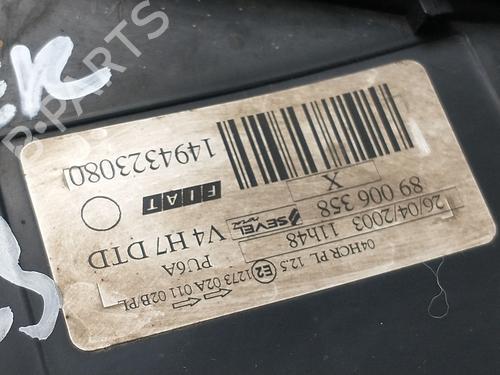 04HCR PL 12.5 E2 1273 02A 011 02B/PL
26/04/2003 11h48 PU6A
89 006 358 SEVEL V4 H7 DTD
X FIAT
1494323080
B-PARTS